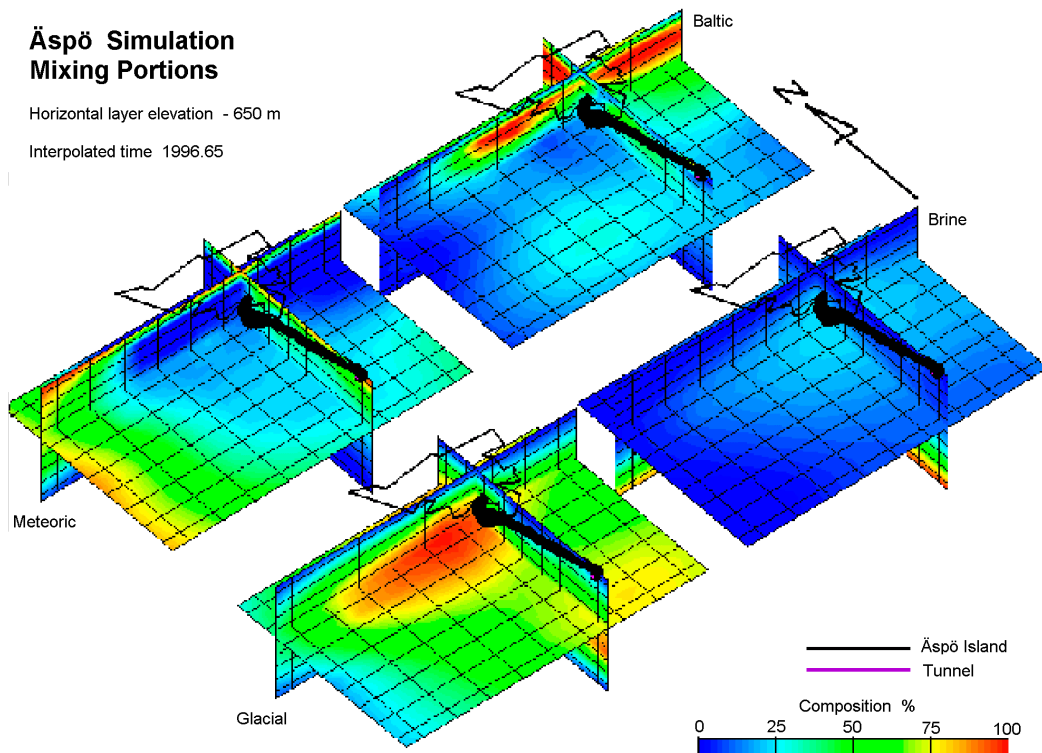 Äspö Simulation
Mixing Portions
Horizontal layer elevation - 650 m
Interpolated time 1996.65
Baltic
N
Brine
Meteoric
Glacial
Äspö Island
Tunnel
Composition %
0 25 50 75 100